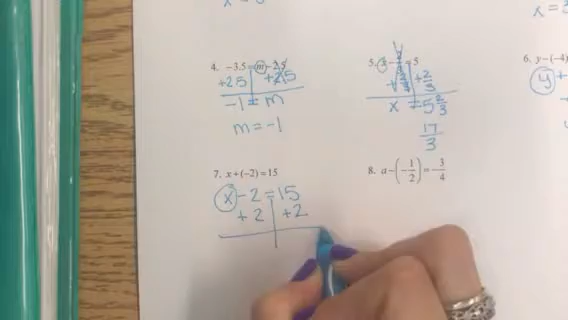 4. -3.5 = m - 2.5
+2.5 +2.5
-1 = m
m = -1
= 5
+2/3
x = 5 2/3
17/3
6. y-(-4)
y+
x =
7. x+(-2)=15
x - 2 = 15
+2 +2
8. a-(-1/2)=-3/4